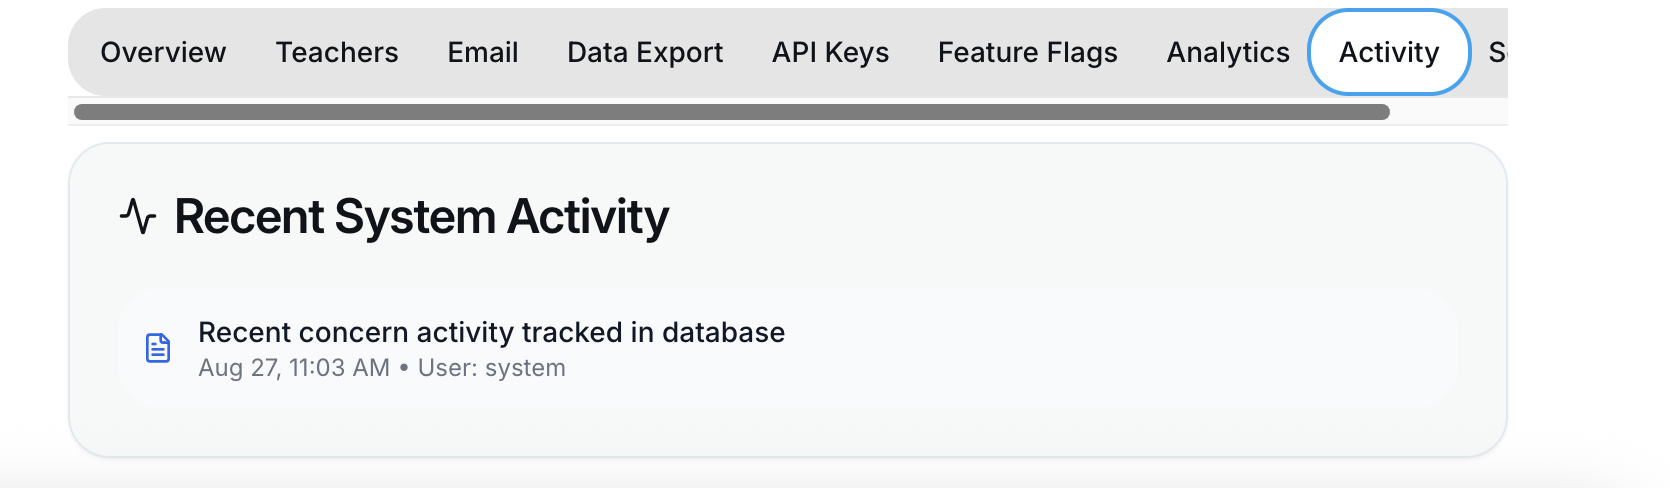 Overview Teachers Email Data Export API Keys Feature Flags Analytics Activity
Recent System Activity
Recent concern activity tracked in database
Aug 27, 11:03 AM • User: system